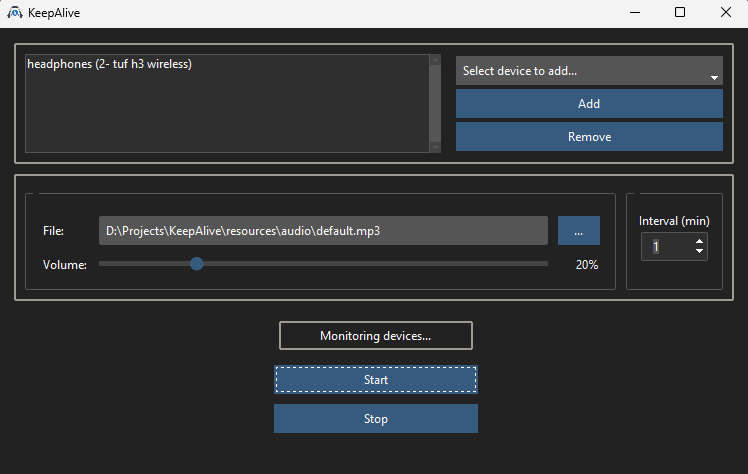 KeepAlive
headphones (2- tuf h3 wireless)
Select device to add...
Add
Remove
File:
D:\Projects\KeepAlive\resources\audio\default.mp3
...
Volume:
20%
Interval (min)
1
Monitoring devices...
Start
Stop